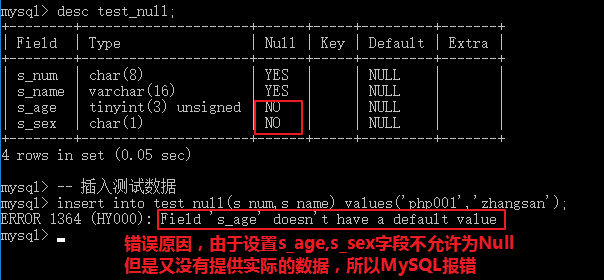 mysql> desc test_null;
+--------+---------------------+------+-----+---------+-------+
| Field | Type | Null | Key | Default | Extra |
+--------+---------------------+------+-----+---------+-------+
| s_num | char(8) | YES | | NULL | |
| s_name | varchar(16) | YES | | NULL | |
| s_age | tinyint(3) unsigned | NO | | NULL | |
| s_sex | char(1) | NO | | NULL | |
+--------+---------------------+------+-----+---------+-------+
4 rows in set (0.05 sec)
mysql> -- 插入测试数据
mysql> insert into test_null(s_num,s_name) values('php001','zhangsan');
ERROR 1364 (HY000): Field 's_age' doesn't have a default value
mysql>
错误原因，由于设置s_age,s_sex字段不允许为Null
但是又没有提供实际的数据，所以MySQL报错